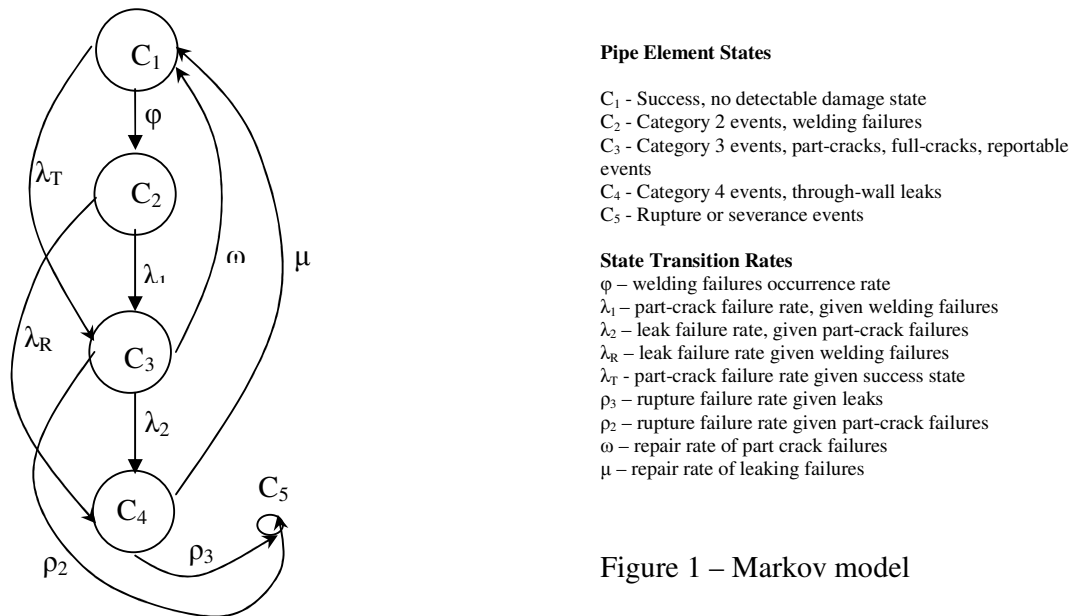 C₁
φ
λ_T
C₂
λ₁
ω
μ
λ_R
C₃
λ₂
C₄
C₅
ρ₃
ρ₂
Pipe Element States
C₁ - Success, no detectable damage state
C₂ - Category 2 events, welding failures
C₃ - Category 3 events, part-cracks, full-cracks, reportable
events
C₄ - Category 4 events, through-wall leaks
C₅ - Rupture or severance events
State Transition Rates
φ – welding failures occurrence rate
λ₁ – part-crack failure rate, given welding failures
λ₂ – leak failure rate, given part-crack failures
λ_R – leak failure rate given welding failures
λ_T - part-crack failure rate given success state
ρ₃ – rupture failure rate given leaks
ρ₂ – rupture failure rate given part-crack failures
ω – repair rate of part crack failures
μ – repair rate of leaking failures
Figure 1 – Markov model